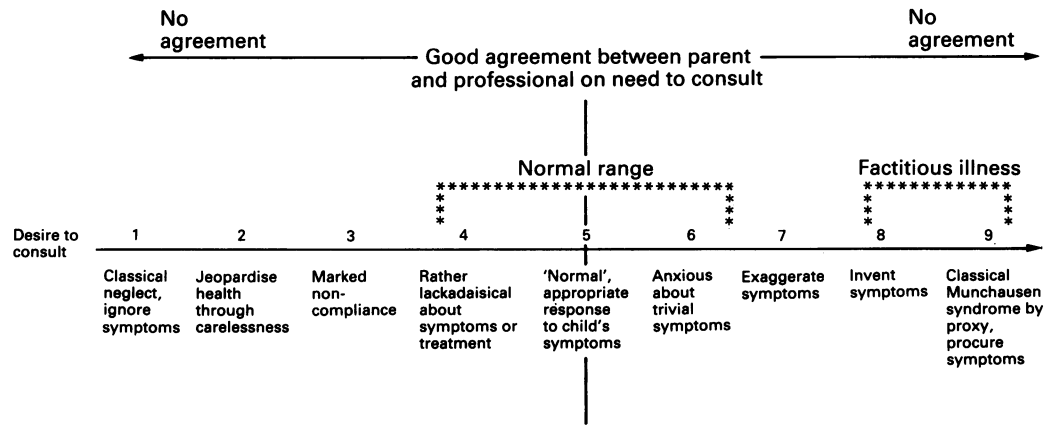 No
agreement
No
agreement
Good agreement between parent
and professional on need to consult
Normal range
Factitious illness
Desire to
consult
1 2 3 4 5 6 7 8 9
Classical
neglect,
ignore
symptoms
Jeopardise
health
through
carelessness
Marked
non-
compliance
Rather
lackadaisical
about
symptoms or
treatment
'Normal',
appropriate
response
to child's
symptoms
Anxious
about
trivial
symptoms
Exaggerate
symptoms
Invent
symptoms
Classical
Munchausen
syndrome by
proxy,
procure
symptoms